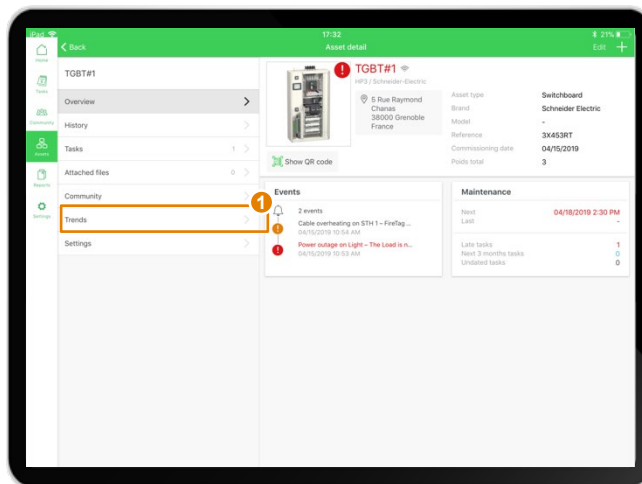 iPad
17:32
21%
Back
Asset detail
Edit
Home
Tasks
Community
Assets
Reports
Settings
TGBT#1
Overview
History
Tasks 1
Attached files 0
Community
Trends
Settings
1
TGBT#1
HP3 / Schneider-Electric
5 Rue Raymond
Chanas
38000 Grenoble
France
Show QR code
Asset type Switchboard
Brand Schneider Electric
Model -
Reference 3X453RT
Commissioning date 04/15/2019
Poids total 3
Events
2 events
Cable overheating on STH 1 – FireTag ...
04/15/2019 10:54 AM
Power outage on Light – The Load is n...
04/15/2019 10:53 AM
Maintenance
Next 04/18/2019 2:30 PM
Last -
Late tasks 1
Next 3 months tasks 0
Undated tasks 0